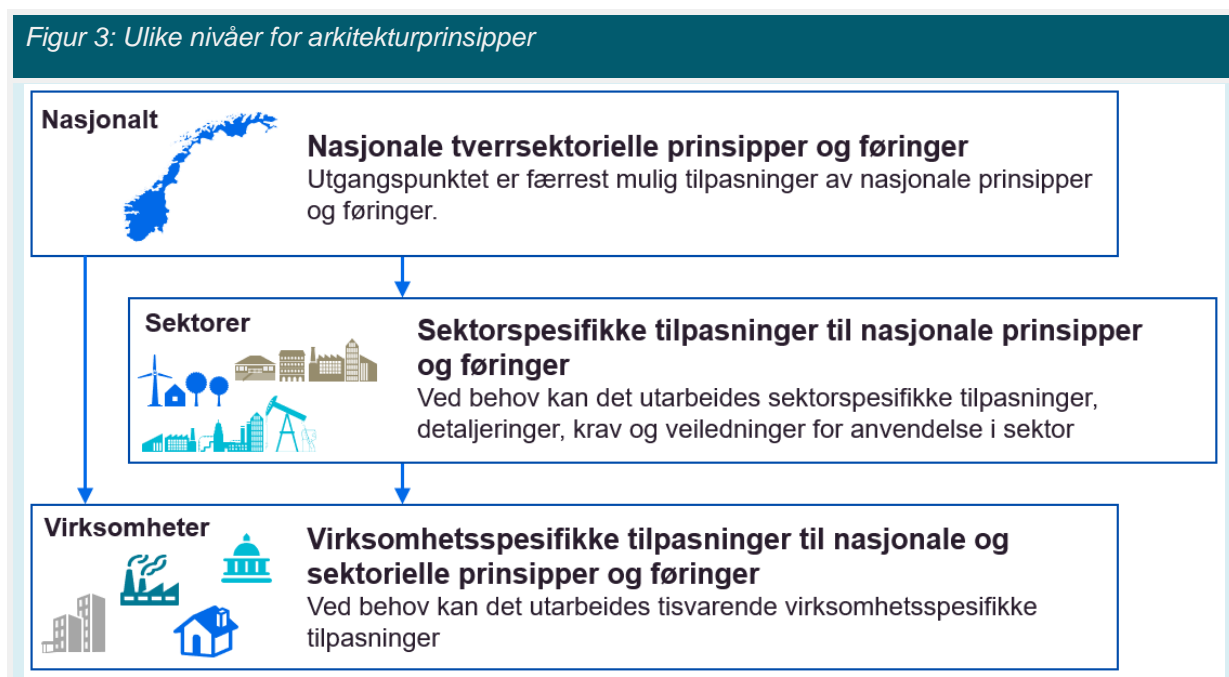 Figur 3: Ulike nivåer for arkitekturprinsipper
Nasjonalt
Nasjonale tverrsektorielle prinsipper og føringer
Utgangspunktet er færrest mulig tilpasninger av nasjonale prinsipper
og føringer.
Sektorer
Sektorspesifikke tilpasninger til nasjonale prinsipper
og føringer
Ved behov kan det utarbeides sektorspesifikke tilpasninger,
detaljeringer, krav og veiledninger for anvendelse i sektor
Virksomheter
Virksomhetsspesifikke tilpasninger til nasjonale og
sektorielle prinsipper og føringer
Ved behov kan det utarbeides tisvarende virksomhetsspesifikke
tilpasninger